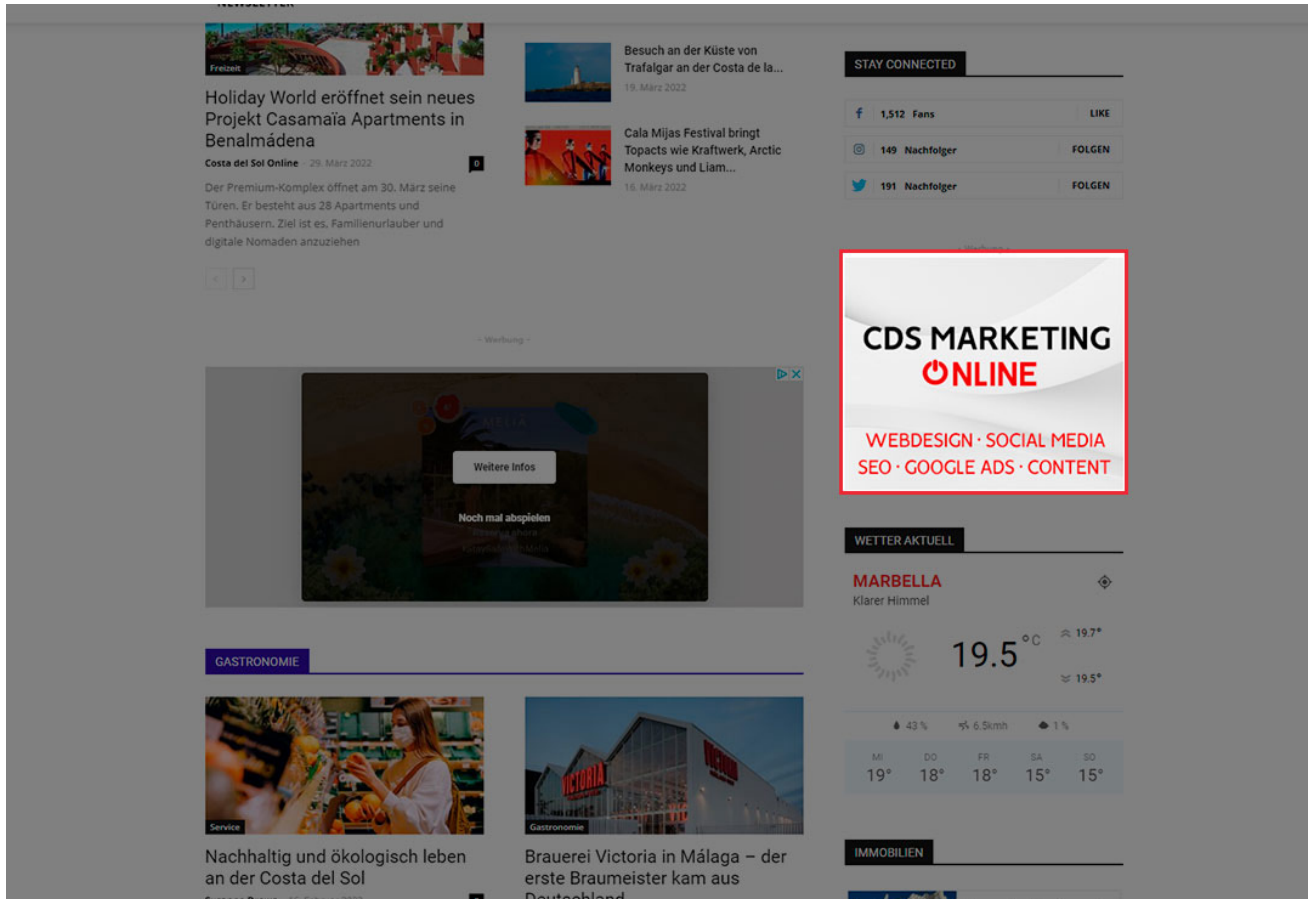 NEWSLETTER
Freizeit
Holiday World eröffnet sein neues
Projekt Casamaïa Apartments in
Benalmádena
Costa del Sol Online - 29. März 2022
0
Der Premium-Komplex öffnet am 30. März seine
Türen. Er besteht aus 28 Apartments und
Penthäusern. Ziel ist es, Familienurlauber und
digitale Nomaden anzuziehen
Besuch an der Küste von
Trafalgar an der Costa de la...
19. März 2022
Cala Mijas Festival bringt
Topacts wie Kraftwerk, Arctic
Monkeys und Liam...
16. März 2022
- Werbung -
MELIÁ
Weitere Infos
Noch mal abspielen
GASTRONOMIE
Service
Nachhaltig und ökologisch leben
an der Costa del Sol
VICTORIA
VICTORIA
Gastronomie
Brauerei Victoria in Málaga – der
erste Braumeister kam aus
Deutschland
STAY CONNECTED
1,512 Fans LIKE
149 Nachfolger FOLGEN
191 Nachfolger FOLGEN
- Werbung -
CDS MARKETING
ONLINE
WEBDESIGN · SOCIAL MEDIA
SEO · GOOGLE ADS · CONTENT
WETTER AKTUELL
MARBELLA
Klarer Himmel
19.5 °C
19.7°
19.5°
43 % 6.5kmh 1 %
MI DO FR SA SO
19° 18° 18° 15° 15°
IMMOBILIEN